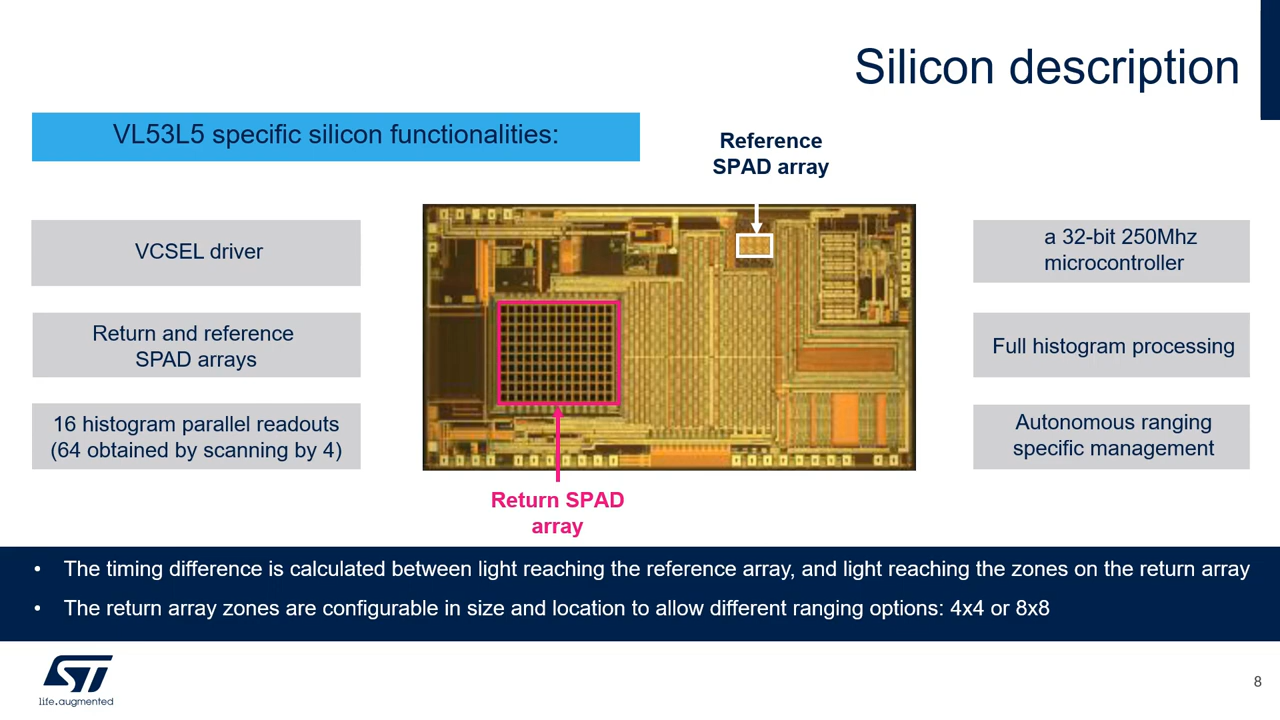 Silicon description
VL53L5 specific silicon functionalities:
Reference
SPAD array
VCSEL driver
Return and reference
SPAD arrays
16 histogram parallel readouts
(64 obtained by scanning by 4)
a 32-bit 250Mhz
microcontroller
Full histogram processing
Autonomous ranging
specific management
Return SPAD
array
• The timing difference is calculated between light reaching the reference array, and light reaching the zones on the return array
• The return array zones are configurable in size and location to allow different ranging options: 4x4 or 8x8
ST
life.augmented
8